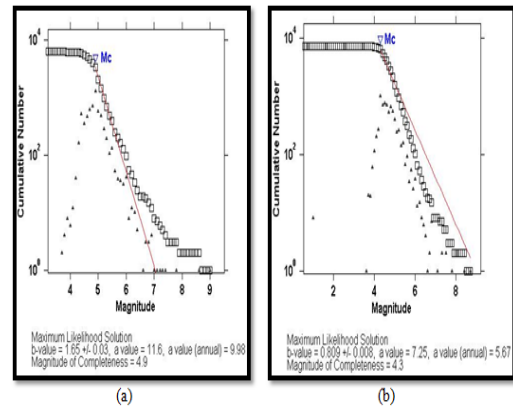 Cumulative Number
10⁴
10²
10⁰
Mc
4
5
6
7
8
9
Magnitude
Maximum Likelihood Solution
b-value = 1.65 +/- 0.03, a value = 11.6, a value (annual) = 9.98
Magnitude of Completeness = 4.9
(a)
Cumulative Number
10⁴
10²
10⁰
Mc
2
4
6
8
Magnitude
Maximum Likelihood Solution
b-value = 0.809 +/- 0.008, a value = 7.25, a value (annual) = 5.67
Magnitude of Completeness = 4.3
(b)